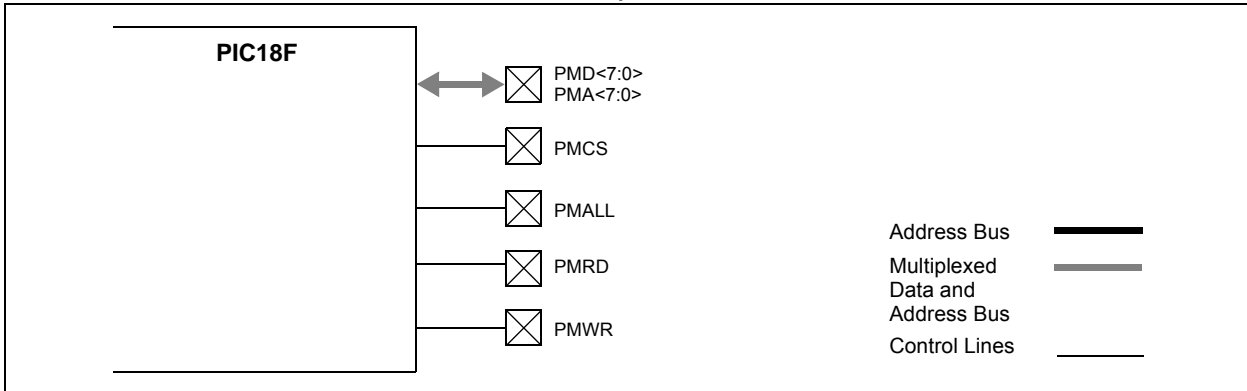 PIC18F
PMD<7:0>
PMA<7:0>
PMCS
PMALL
PMRD
PMWR
Address Bus
Multiplexed
Data and
Address Bus
Control Lines